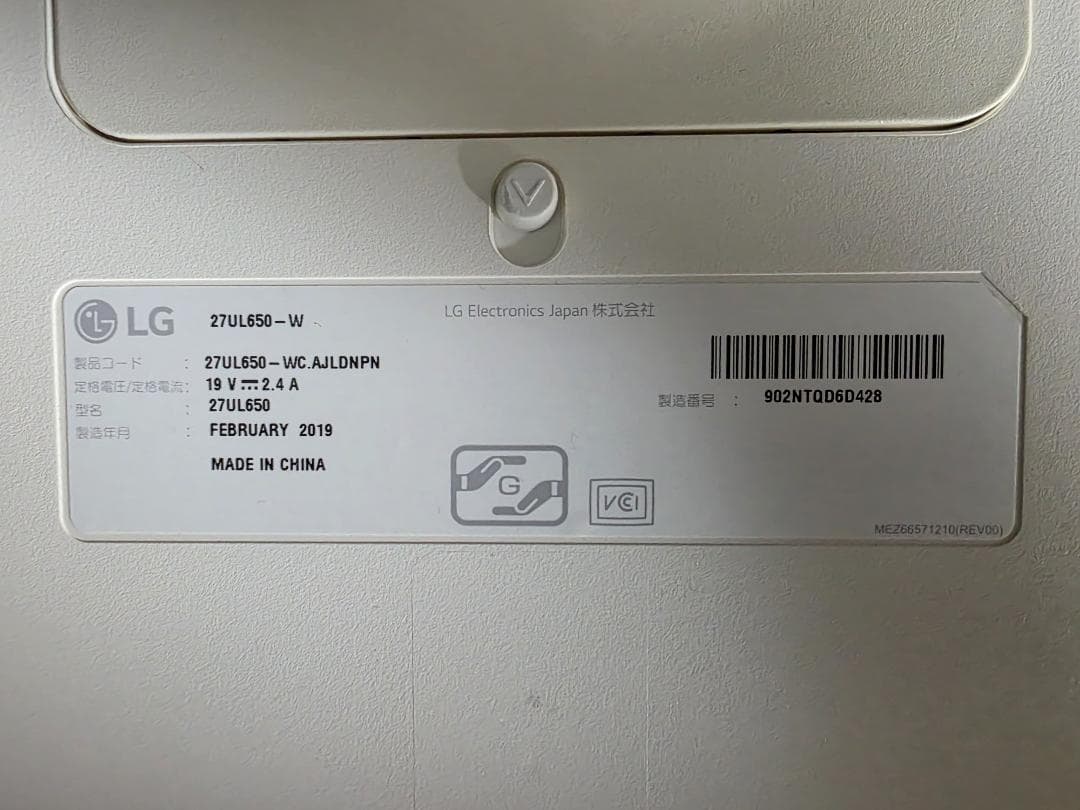 LG 27UL650-W
LG Electronics Japan 株式会社
製品コード : 27UL650-WC.AJLDNPN
定格電圧/定格電流: 19 V⎓2.4 A
型名 : 27UL650
製造年月 : FEBRUARY 2019
MADE IN CHINA
製造番号 : 902NTQD6D428
G
VCI
MEZ66571210(REV00)